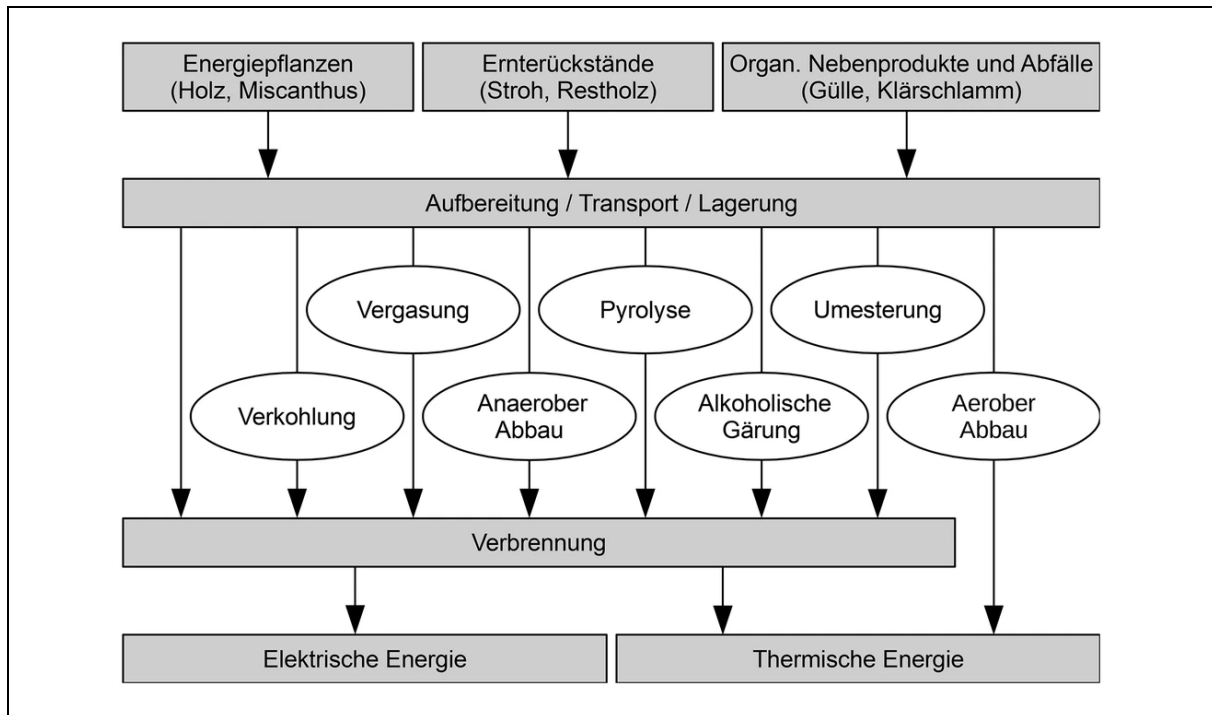 Energiepflanzen
(Holz, Miscanthus)
Ernterückstände
(Stroh, Restholz)
Organ. Nebenprodukte und Abfälle
(Gülle, Klärschlamm)
Aufbereitung / Transport / Lagerung
Vergasung
Pyrolyse
Umesterung
Verkohlung
Anaerober
Abbau
Alkoholische
Gärung
Aerober
Abbau
Verbrennung
Elektrische Energie
Thermische Energie